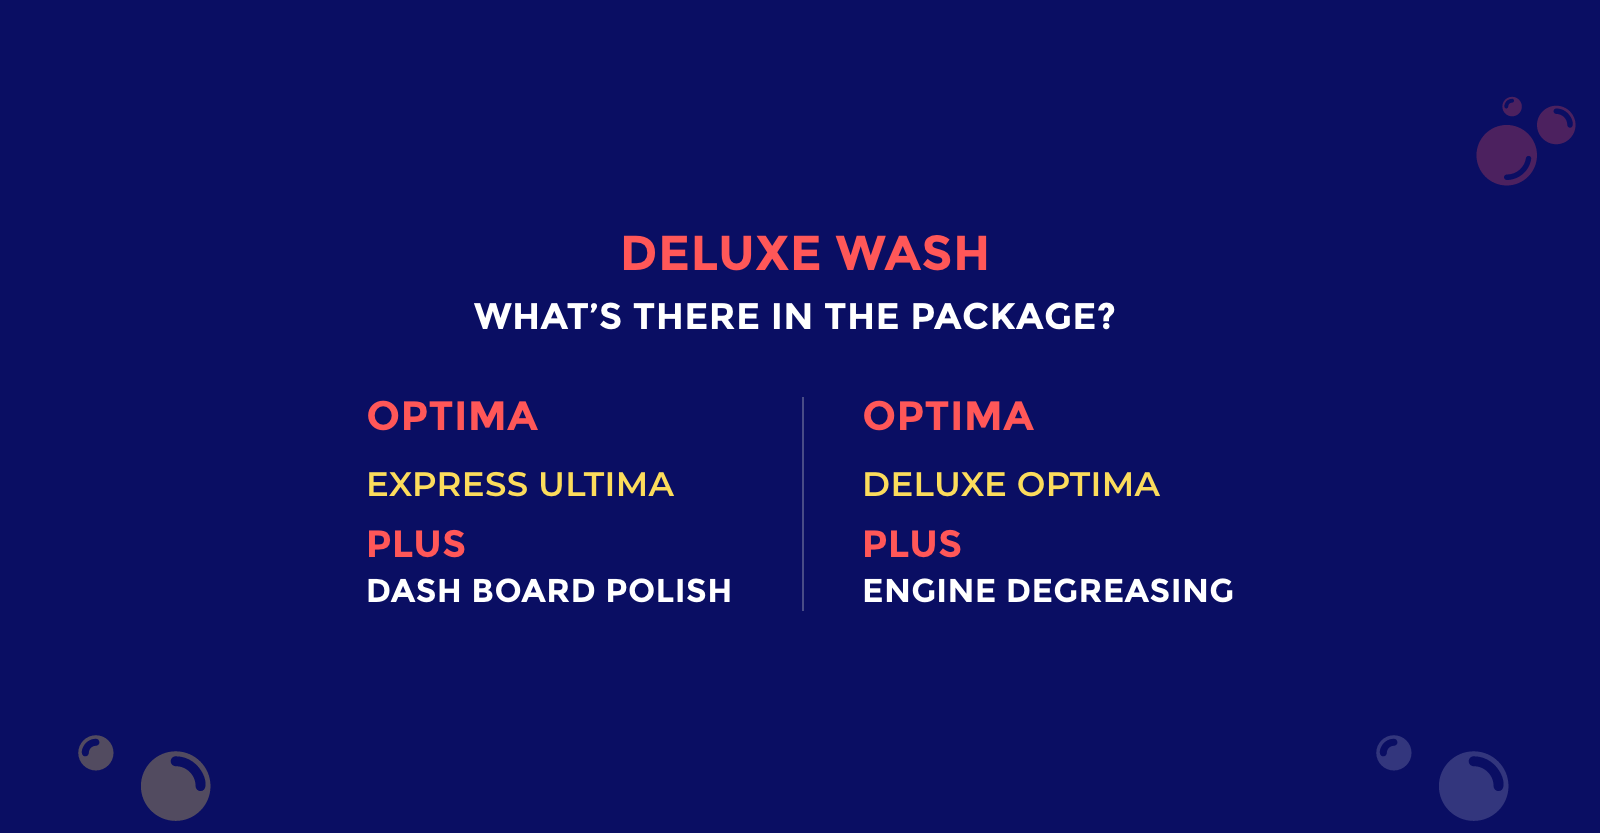 DELUXE WASH
WHAT’S THERE IN THE PACKAGE?
OPTIMA
EXPRESS ULTIMA
PLUS
DASH BOARD POLISH
OPTIMA
DELUXE OPTIMA
PLUS
ENGINE DEGREASING